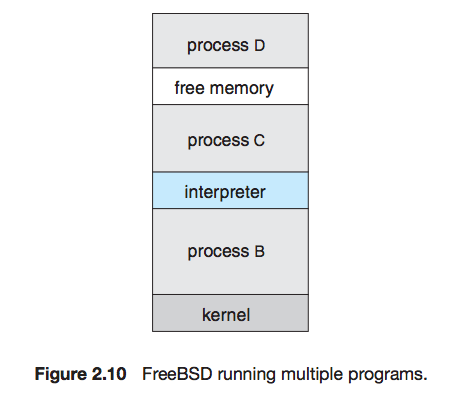 process D
free memory
process C
interpreter
process B
kernel
Figure 2.10 FreeBSD running multiple programs.